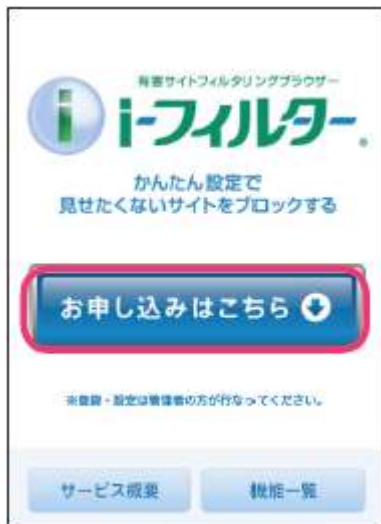 有害サイトフィルタリングブラウザー
i-フィルター®
かんたん設定で
見せたくないサイトをブロックする
お申し込みはこちら
※登録・設定は管理者の方が行なってください。
サービス概要
機能一覧